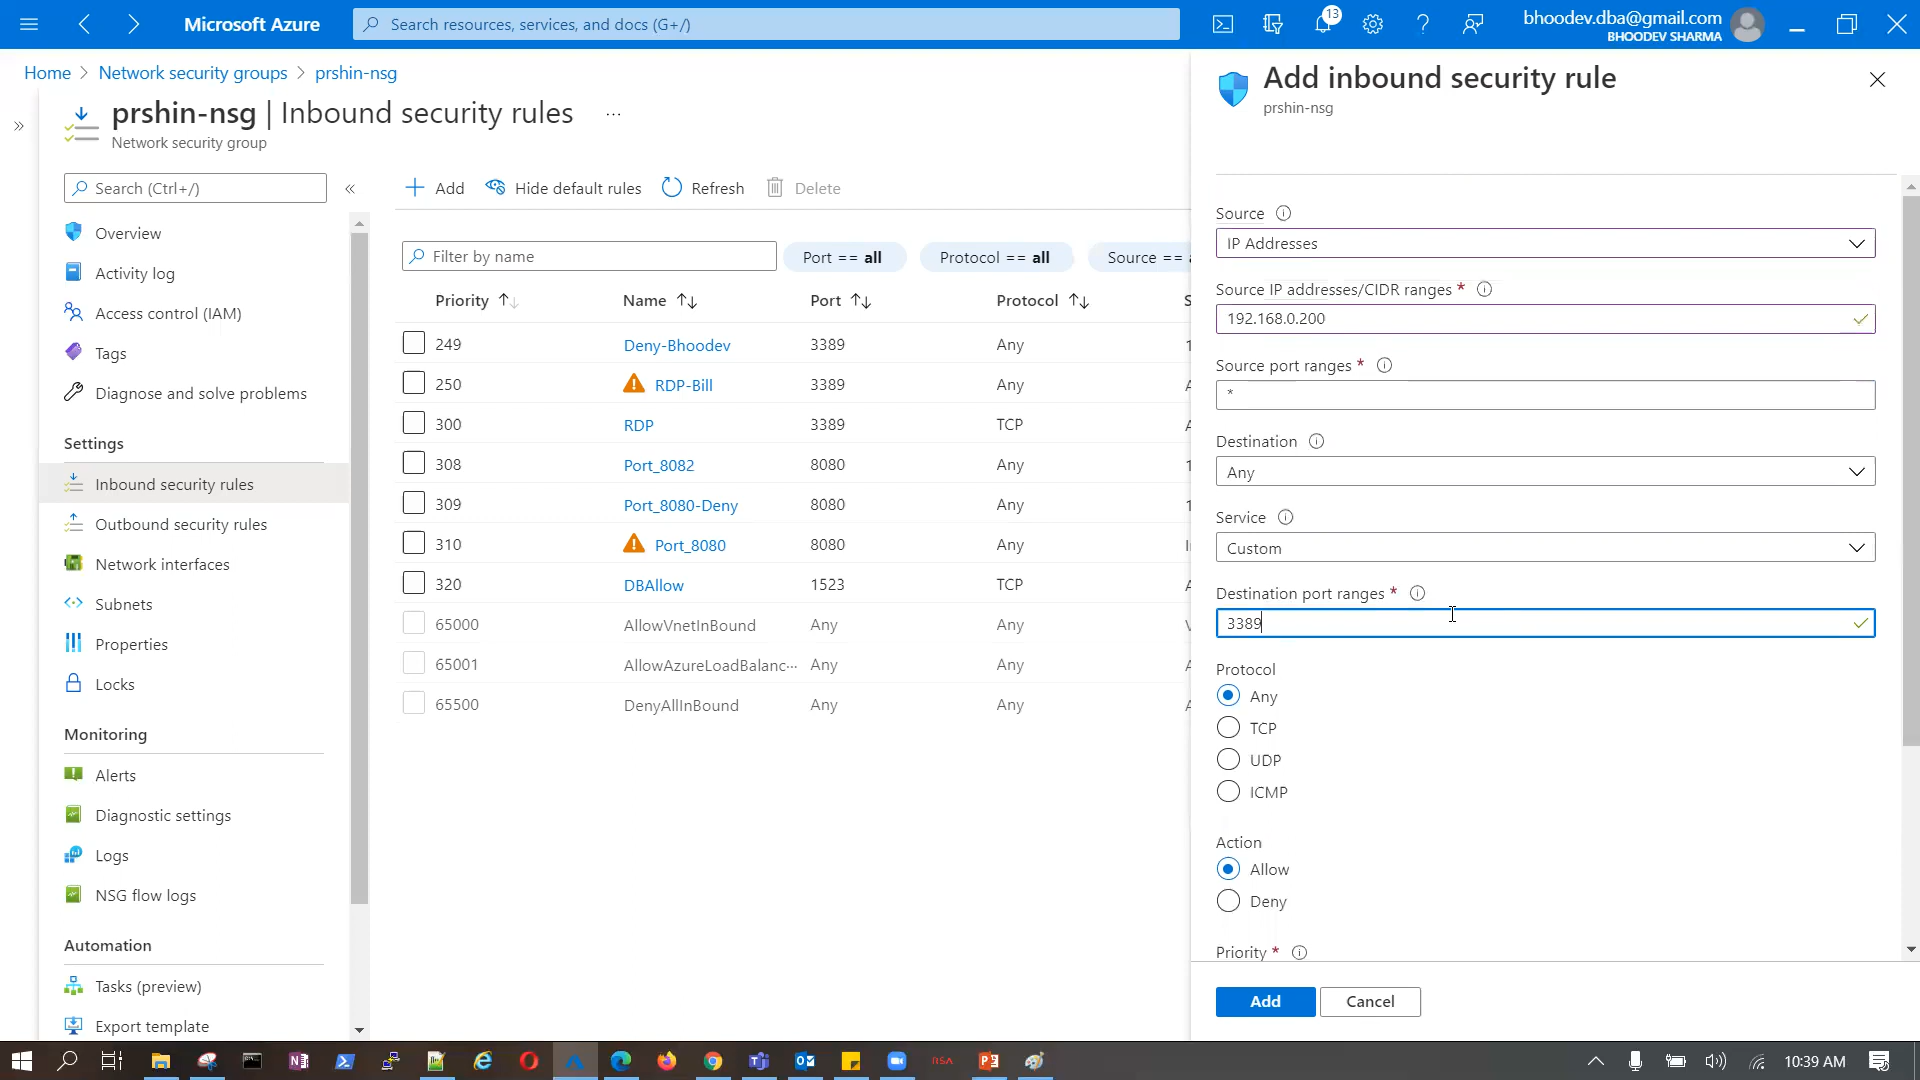 Microsoft Azure
Search resources, services, and docs (G+/)
13
bhoodev.dba@gmail.com
BHOODEV SHARMA
Home > Network security groups > prshin-nsg
prshin-nsg | Inbound security rules ...
Network security group
Search (Ctrl+/)
Overview
Activity log
Access control (IAM)
Tags
Diagnose and solve problems
Settings
Inbound security rules
Outbound security rules
Network interfaces
Subnets
Properties
Locks
Monitoring
Alerts
Diagnostic settings
Logs
NSG flow logs
Automation
Tasks (preview)
Export template
Add Hide default rules Refresh Delete
Filter by name
Port == all Protocol == all Source ==
Priority Name Port Protocol S
249 Deny-Bhoodev 3389 Any 1
250 RDP-Bill 3389 Any A
300 RDP 3389 TCP A
308 Port_8082 8080 Any 1
309 Port_8080-Deny 8080 Any 1
310 Port_8080 8080 Any I
320 DBAllow 1523 TCP A
65000 AllowVnetInBound Any Any V
65001 AllowAzureLoadBalanc... Any Any A
65500 DenyAllInBound Any Any A
Add inbound security rule
prshin-nsg
Source
IP Addresses
Source IP addresses/CIDR ranges *
192.168.0.200
Source port ranges *
*
Destination
Any
Service
Custom
Destination port ranges *
3389
Protocol
Any
TCP
UDP
ICMP
Action
Allow
Deny
Priority *
Add Cancel
RSA
10:39 AM